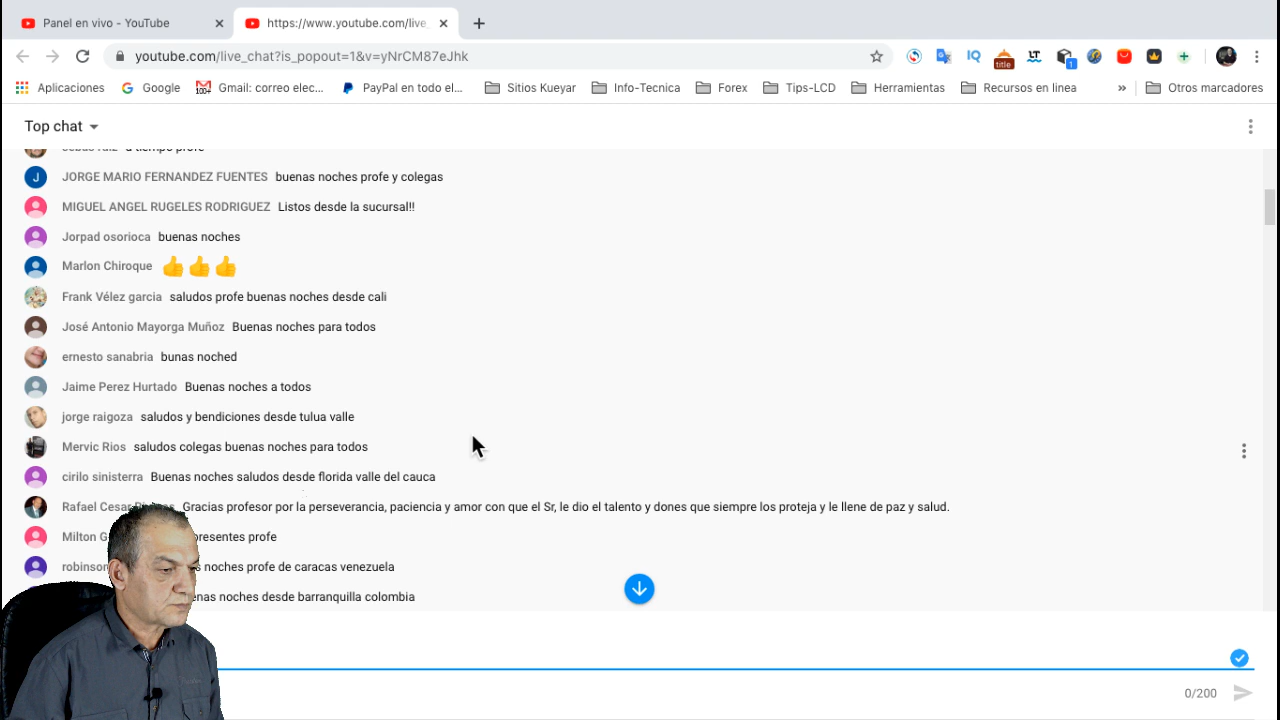 Panel en vivo - YouTube
https://www.youtube.com/live_
youtube.com/live_chat?is_popout=1&v=yNrCM87eJhk
Aplicaciones Google Gmail: correo elec... PayPal en todo el... Sitios Kueyar Info-Tecnica Forex Tips-LCD Herramientas Recursos en linea » Otros marcadores
Top chat
JORGE MARIO FERNANDEZ FUENTES buenas noches profe y colegas
MIGUEL ANGEL RUGELES RODRIGUEZ Listos desde la sucursal!!
Jorpad osorioca buenas noches
Marlon Chiroque 👍👍👍
Frank Vélez garcia saludos profe buenas noches desde cali
José Antonio Mayorga Muñoz Buenas noches para todos
ernesto sanabria bunas noched
Jaime Perez Hurtado Buenas noches a todos
jorge raigoza saludos y bendiciones desde tulua valle
Mervic Rios saludos colegas buenas noches para todos
cirilo sinisterra Buenas noches saludos desde florida valle del cauca
Rafael Cesar Gracias profesor por la perseverancia, paciencia y amor con que el Sr, le dio el talento y dones que siempre los proteja y le llene de paz y salud.
Milton profe
robinson noches profe de caracas venezuela
noches desde barranquilla colombia
0/200